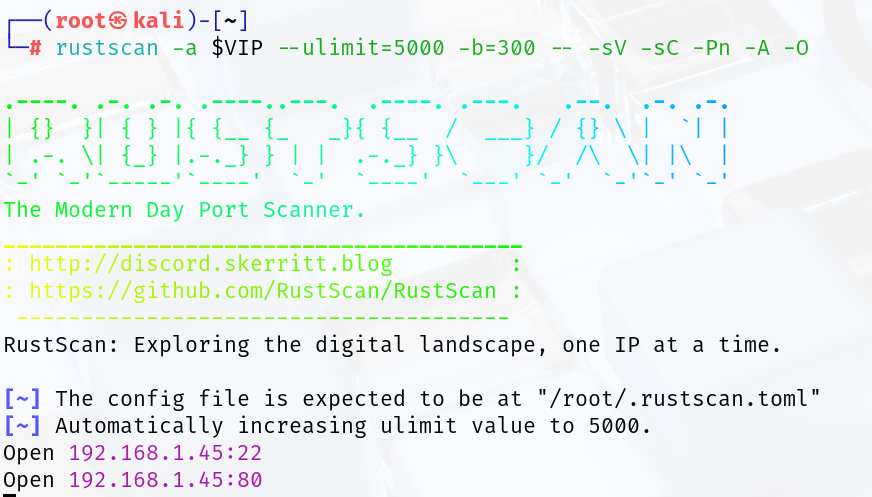 ┌──(root㉿kali)-[~]
└─# rustscan -a $VIP --ulimit=5000 -b=300 -- -sV -sC -Pn -A -O
.----. .-. .-. .----..---.  .----. .---.   .--.  .-. .-.
| {}  }| { } |{ {__ {_   _}{ {__  /  ___} / {} \ |  `| |
| .-. \| {_} |.-._} } | |  .-._} }\     }/  /\  \| |\  |
`-' `-'`-----'`----'  `-'  `----'  `---' `-'  `-'`-' `-'
The Modern Day Port Scanner.
________________________________________
: http://discord.skerritt.blog         :
: https://github.com/RustScan/RustScan :
 --------------------------------------
RustScan: Exploring the digital landscape, one IP at a time.
[~] The config file is expected to be at "/root/.rustscan.toml"
[~] Automatically increasing ulimit value to 5000.
Open 192.168.1.45:22
Open 192.168.1.45:80